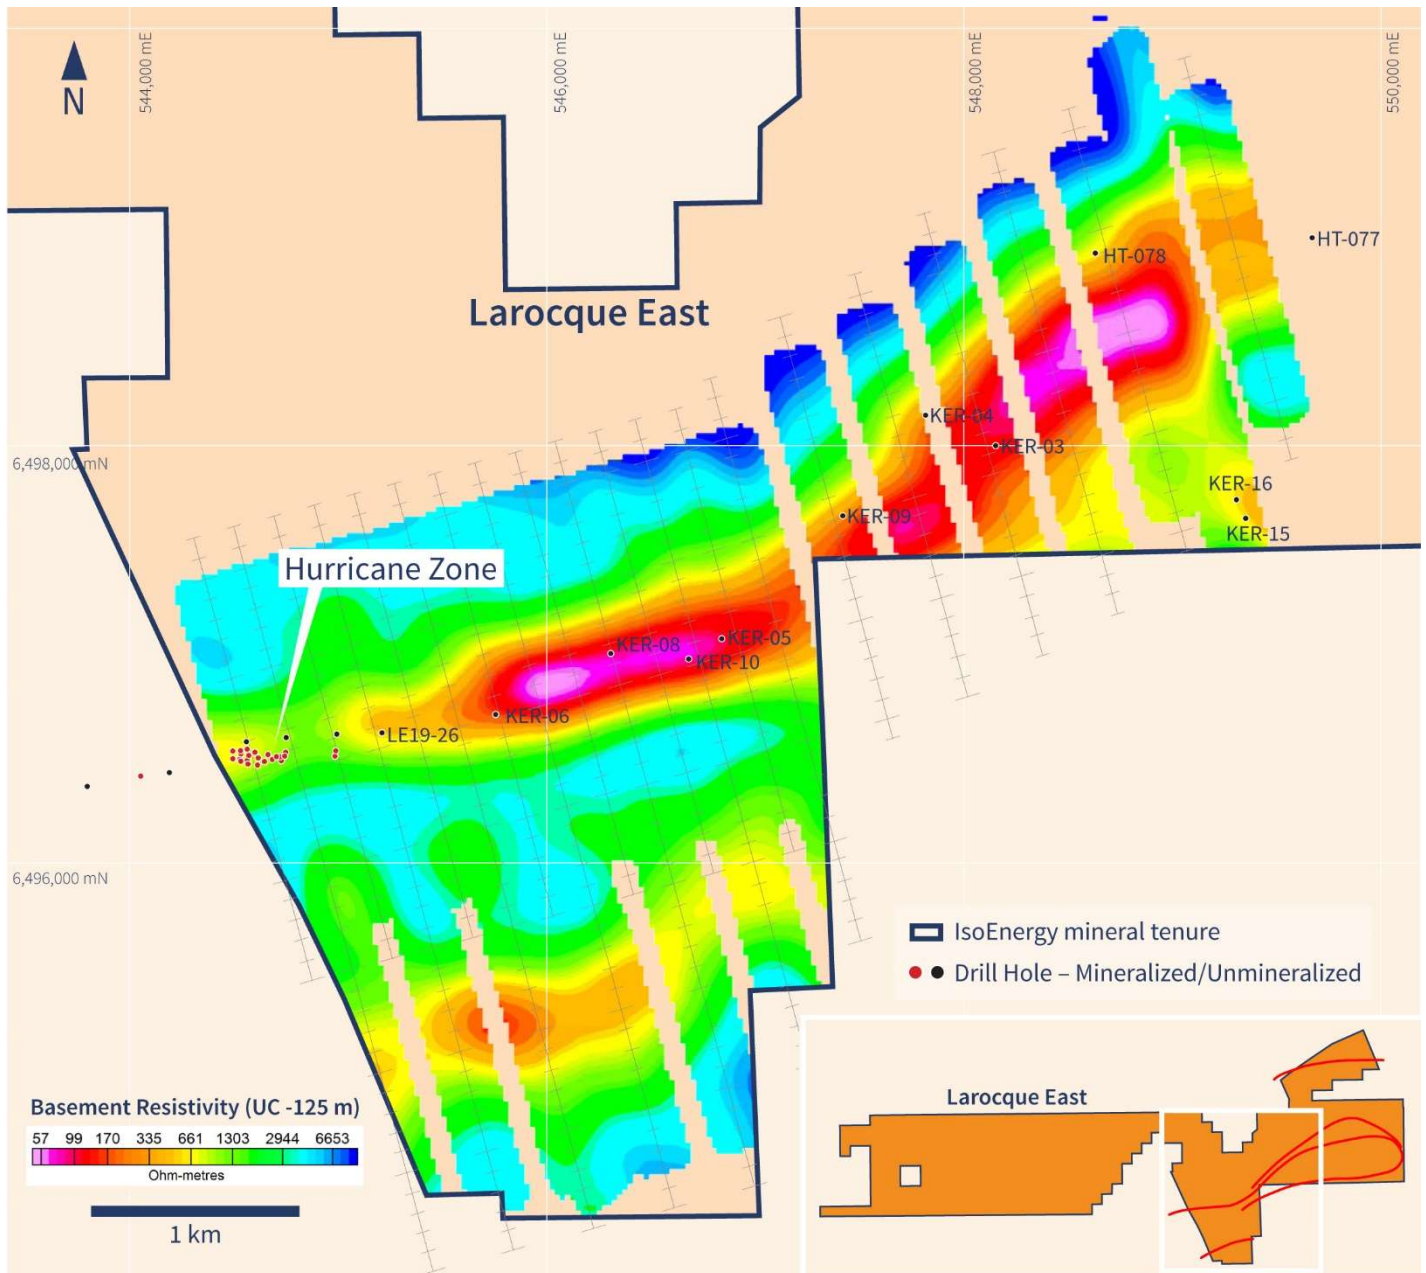 544,000 mE
546,000 mE
548,000 mE
550,000 mE
N
HT-077
HT-078
Larocque East
KER-04
KER-03
6,498,000 mN
KER-16
KER-09
KER-15
Hurricane Zone
KER-08
KER-05
KER-10
KER-06
LE19-26
6,496,000 mN
IsoEnergy mineral tenure
Drill Hole – Mineralized/Unmineralized
Basement Resistivity (UC -125 m)
57 99 170 335 661 1303 2944 6653
Ohm-metres
1 km
Larocque East